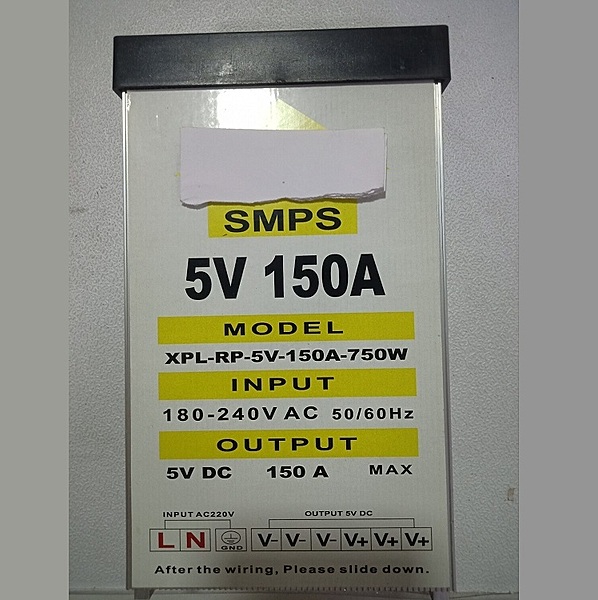 SMPS
5V 150A
MODEL
XPL-RP-5V-150A-750W
INPUT
180-240V AC 50/60Hz
OUTPUT
5V DC 150 A MAX
INPUT AC220V OUTPUT 5V DC
L N GND V- V- V- V+ V+ V+
After the wiring, Please slide down.